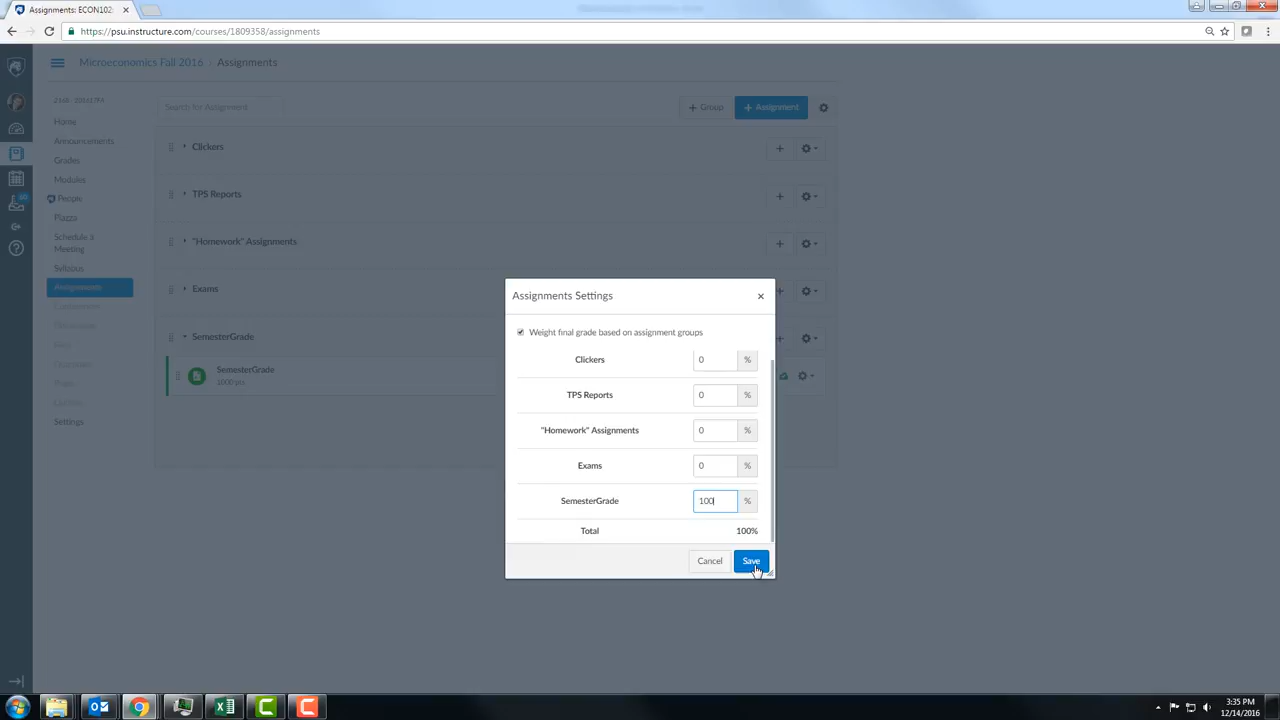 Assignments: ECON102
https://psu.instructure.com/courses/1809358/assignments
Microeconomics Fall 2016 › Assignments
Search for Assignment
+ Group
+ Assignment
Home
Announcements
Grades
Modules
People
Piazza
Schedule a
Meeting
Syllabus
Assignments
Settings
Clickers
TPS Reports
"Homework" Assignments
Exams
SemesterGrade
SemesterGrade
1000 pts
Assignments Settings
×
Weight final grade based on assignment groups
Clickers 0 %
TPS Reports 0 %
"Homework" Assignments 0 %
Exams 0 %
SemesterGrade 100 %
Total 100%
Cancel
Save
3:35 PM
12/14/2016